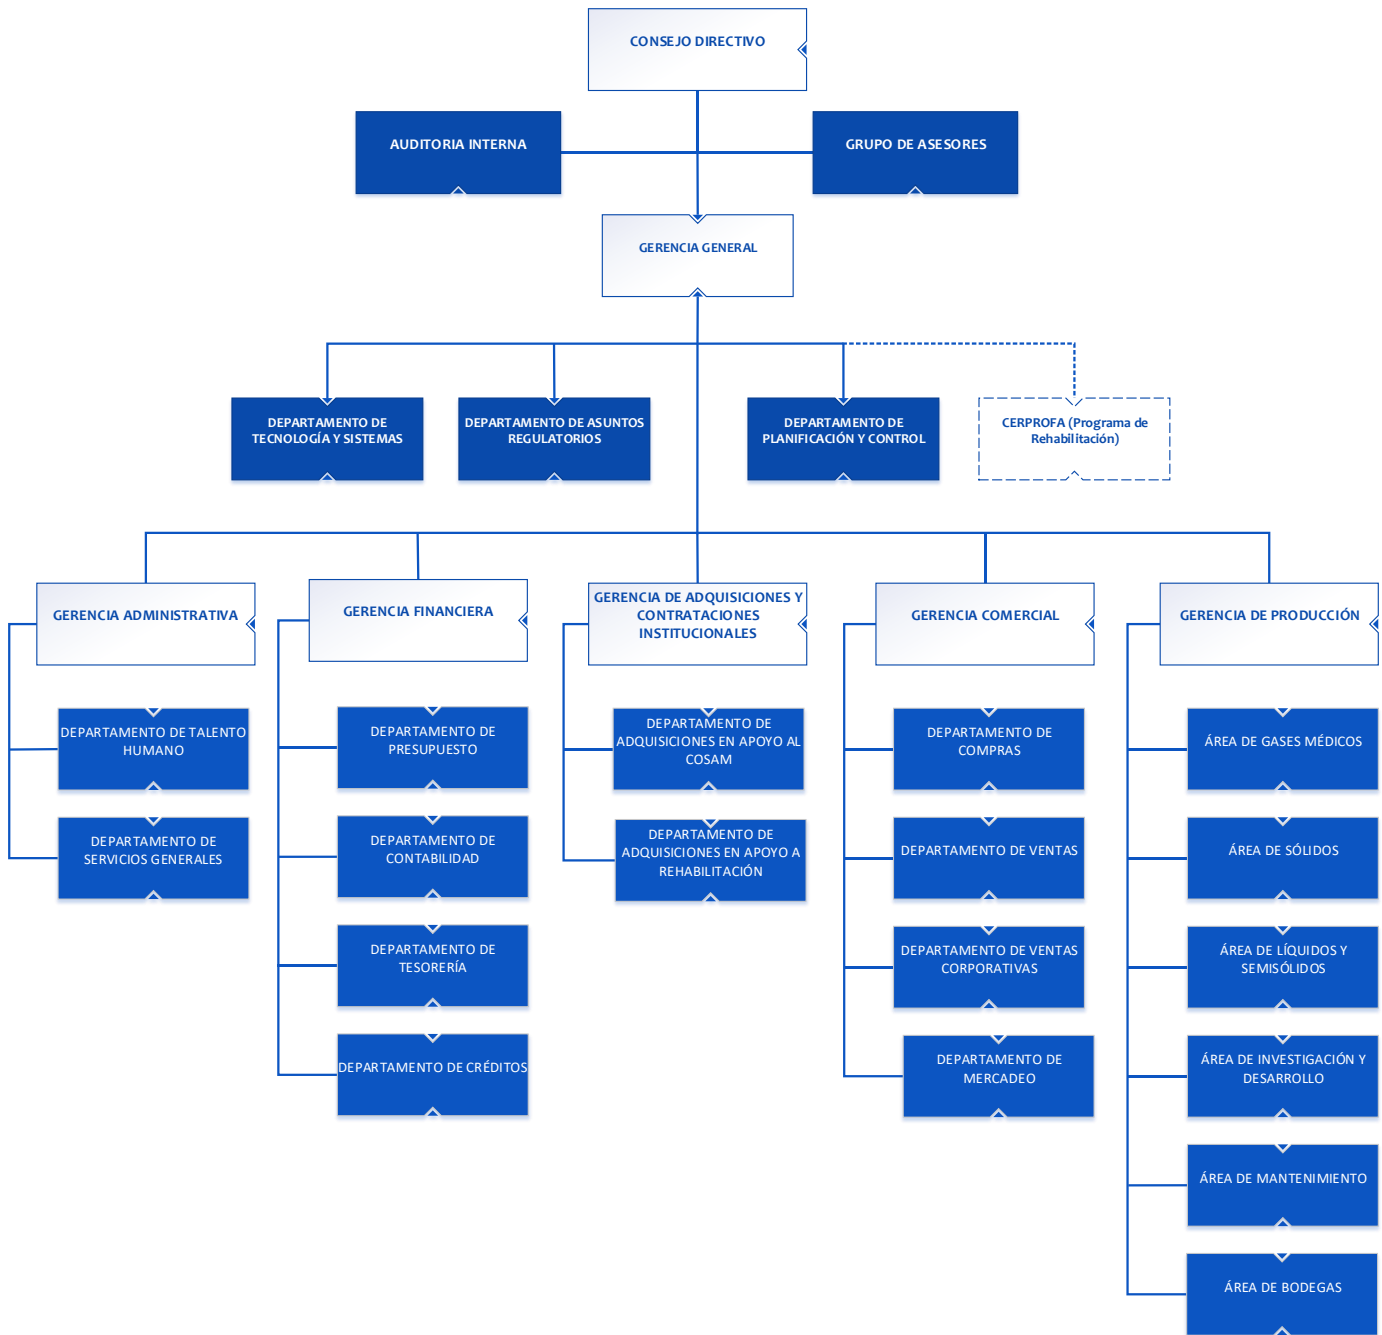 CONSEJO DIRECTIVO
AUDITORIA INTERNA
GRUPO DE ASESORES
GERENCIA GENERAL
DEPARTAMENTO DE
TECNOLOGÍA Y SISTEMAS
DEPARTAMENTO DE ASUNTOS
REGULATORIOS
DEPARTAMENTO DE
PLANIFICACIÓN Y CONTROL
CERPROFA (Programa de
Rehabilitación)
GERENCIA ADMINISTRATIVA
GERENCIA FINANCIERA
GERENCIA DE ADQUISICIONES Y
CONTRATACIONES
INSTITUCIONALES
GERENCIA COMERCIAL
GERENCIA DE PRODUCCIÓN
DEPARTAMENTO DE TALENTO
HUMANO
DEPARTAMENTO DE
SERVICIOS GENERALES
DEPARTAMENTO DE
PRESUPUESTO
DEPARTAMENTO DE
CONTABILIDAD
DEPARTAMENTO DE
TESORERÍA
DEPARTAMENTO DE CRÉDITOS
DEPARTAMENTO DE
ADQUISICIONES EN APOYO AL
COSAM
DEPARTAMENTO DE
ADQUISICIONES EN APOYO A
REHABILITACIÓN
DEPARTAMENTO DE
COMPRAS
DEPARTAMENTO DE VENTAS
DEPARTAMENTO DE VENTAS
CORPORATIVAS
DEPARTAMENTO DE
MERCADEO
ÁREA DE GASES MÉDICOS
ÁREA DE SÓLIDOS
ÁREA DE LÍQUIDOS Y
SEMISÓLIDOS
ÁREA DE INVESTIGACIÓN Y
DESARROLLO
ÁREA DE MANTENIMIENTO
ÁREA DE BODEGAS